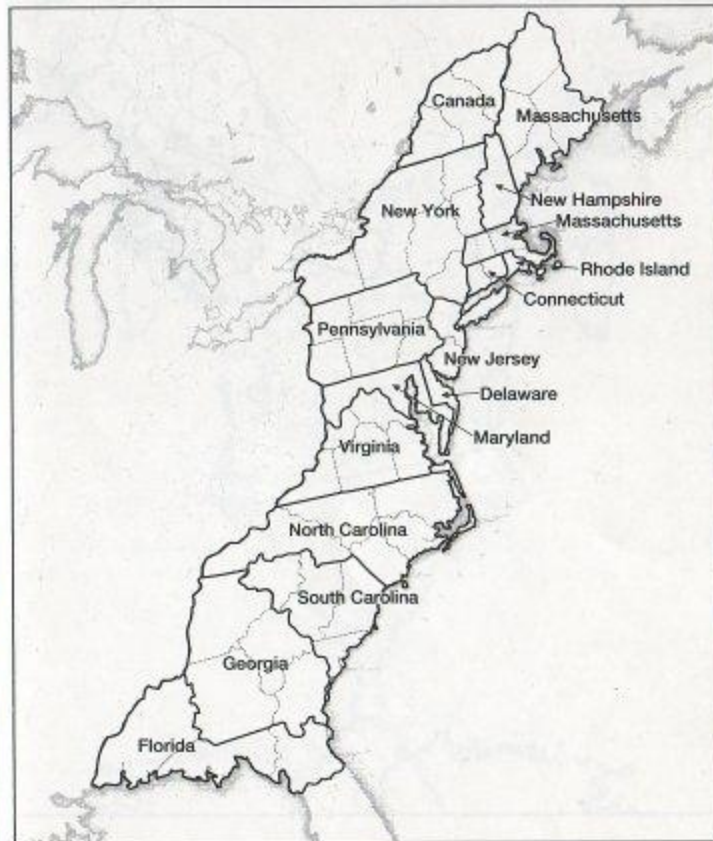 Canada
Massachusetts
New Hampshire
New York
Massachusetts
Rhode Island
Connecticut
Pennsylvania
New Jersey
Delaware
Maryland
Virginia
North Carolina
South Carolina
Georgia
Florida